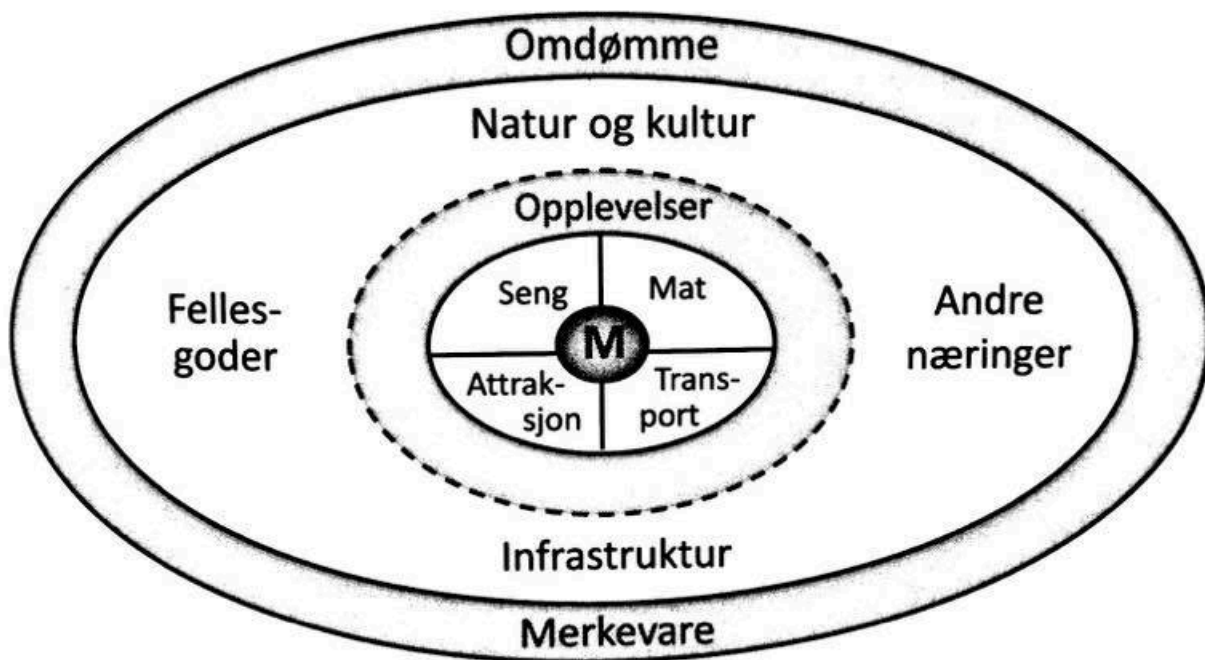 Omdømme
Natur og kultur
Opplevelser
Seng
Mat
Felles-
goder
M
Andre
næringer
Attrak-
sjon
Trans-
port
Infrastruktur
Merkevare